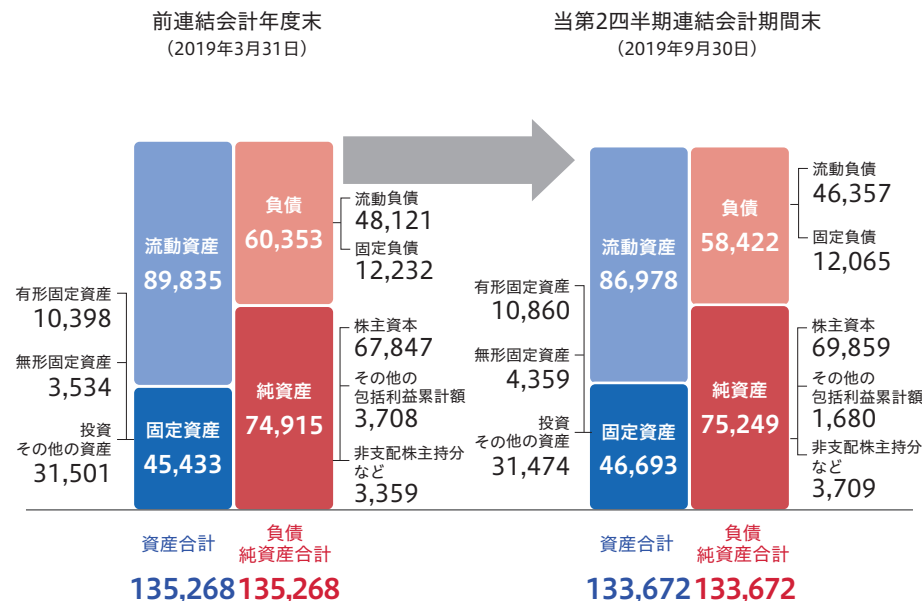 前連結会計年度末
（2019年3月31日）
流動資産
89,835
固定資産
45,433
有形固定資産
10,398
無形固定資産
3,534
投資
その他の資産
31,501
負債
60,353
純資産
74,915
流動負債
48,121
固定負債
12,232
株主資本
67,847
その他の
包括利益累計額
3,708
非支配株主持分
など
3,359
資産合計
135,268
負債
純資産合計
135,268
当第2四半期連結会計期間末
（2019年9月30日）
流動資産
86,978
固定資産
46,693
有形固定資産
10,860
無形固定資産
4,359
投資
その他の資産
31,474
負債
58,422
純資産
75,249
流動負債
46,357
固定負債
12,065
株主資本
69,859
その他の
包括利益累計額
1,680
非支配株主持分
など
3,709
資産合計
133,672
負債
純資産合計
133,672